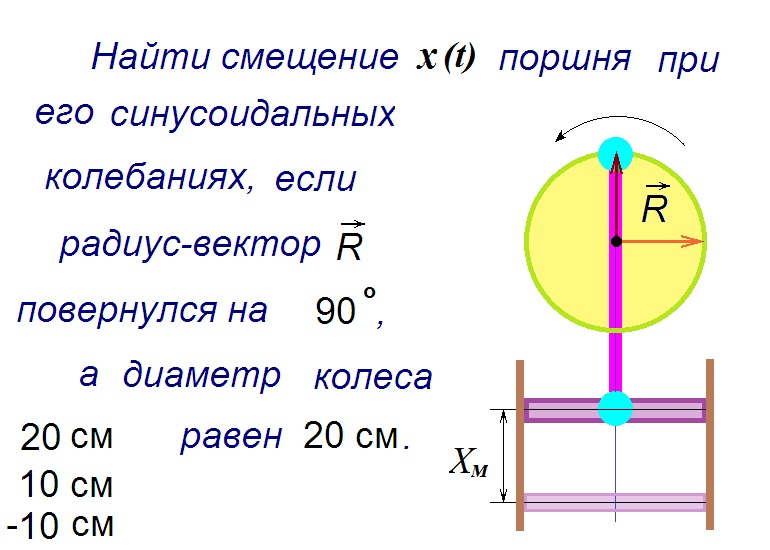 Найти смещение x (t) поршня при
его синусоидальных
колебаниях, если
радиус-вектор R
повернулся на 90°,
а диаметр колеса
равен 20 см.
20 см
10 см
-10 см
R
Xм